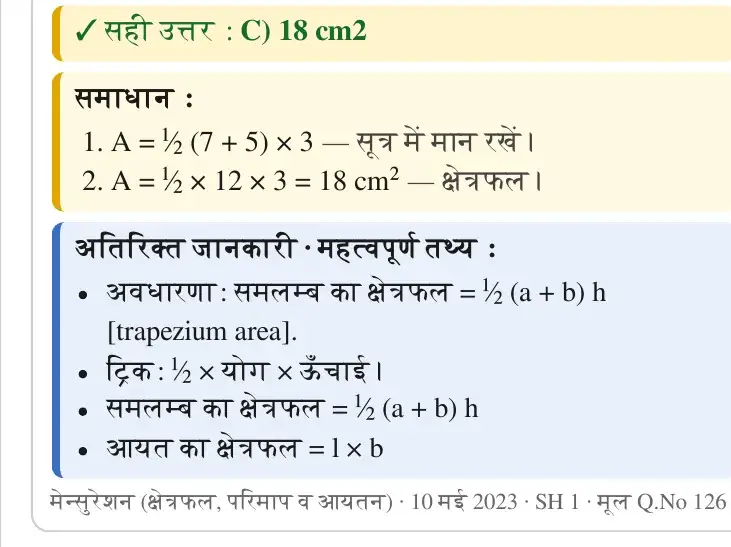 ✓ सही उत्तर : C) 18 cm2
समाधान :
1. A = ½ (7 + 5) × 3 — सूत्र में मान रखें।
2. A = ½ × 12 × 3 = 18 cm² — क्षेत्रफल।
अतिरिक्त जानकारी · महत्वपूर्ण तथ्य :
• अवधारणा : समलम्ब का क्षेत्रफल = ½ (a + b) h
[trapezium area].
• ट्रिक : ½ × योग × ऊँचाई।
• समलम्ब का क्षेत्रफल = ½ (a + b) h
• आयत का क्षेत्रफल = l × b
मेन्सुरेशन (क्षेत्रफल, परिमाप व आयतन) · 10 मई 2023 · SH 1 · मूल Q.No 126